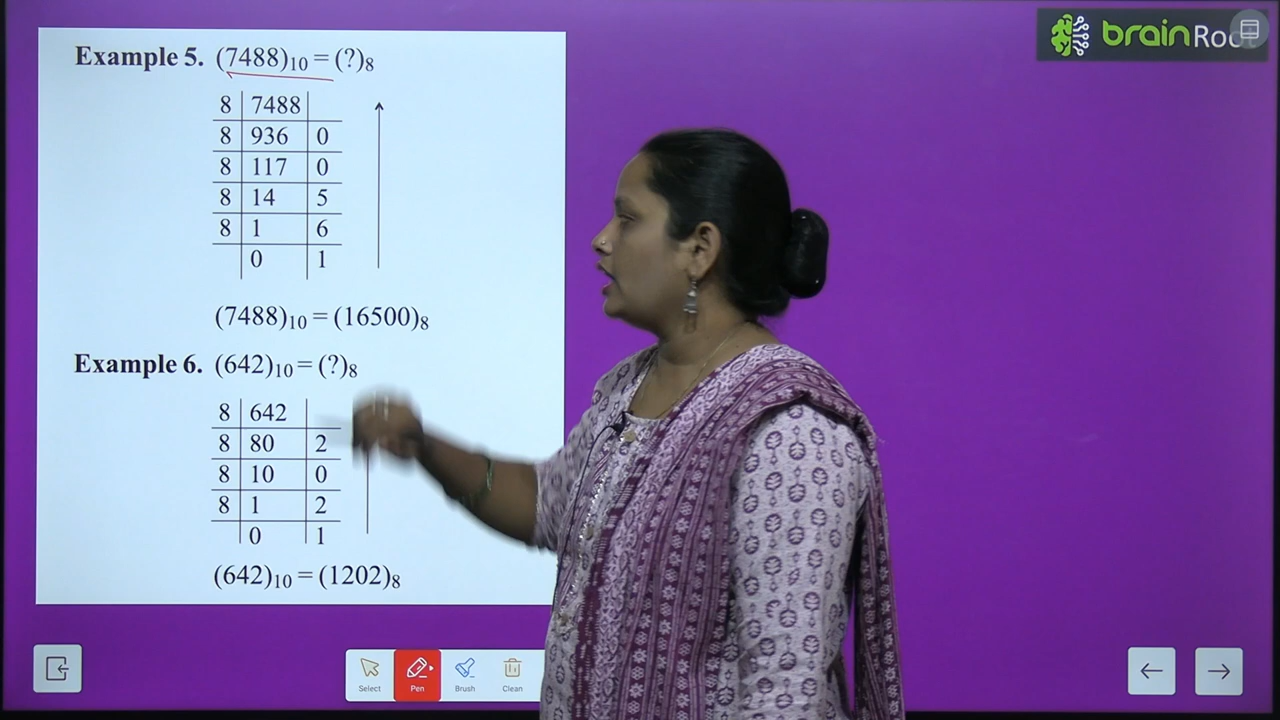 Example 5. (7488)₁₀ = (?)₈
8 7488
8 936 0
8 117 0
8 14 5
8 1 6
0 1
(7488)₁₀ = (16500)₈
Example 6. (642)₁₀ = (?)₈
8 642
8 80 2
8 10 0
8 1 2
0 1
(642)₁₀ = (1202)₈
brainRoot
Select Pen Brush Clean